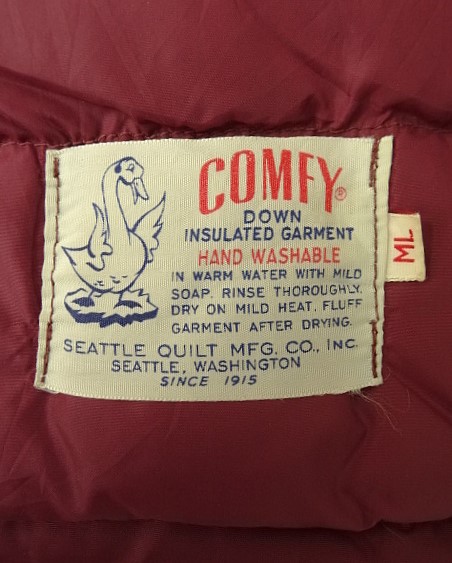 COMFY®
DOWN
INSULATED GARMENT
HAND WASHABLE
IN WARM WATER WITH MILD
SOAP. RINSE THOROUGHLY.
DRY ON MILD HEAT. FLUFF
GARMENT AFTER DRYING.
SEATTLE QUILT MFG. CO., INC
SEATTLE, WASHINGTON
SINCE 1915
ML